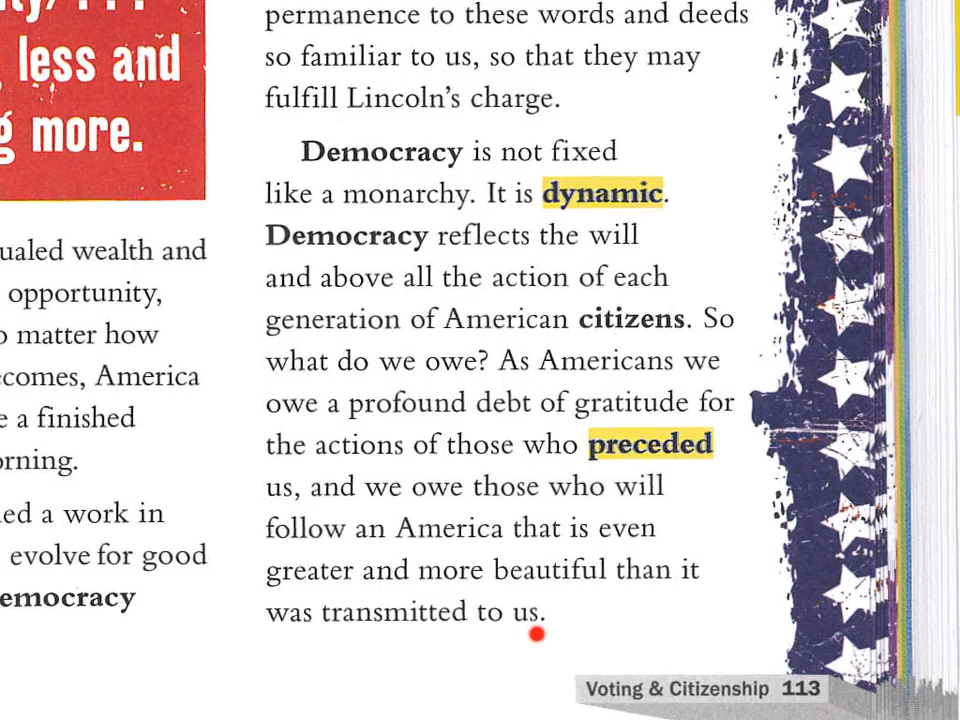 less and
more.
wealth and
opportunity,
matter how
America
a finished
a work in
evolve for good
permanence to these words and deeds
so familiar to us, so that they may
fulfill Lincoln's charge.
Democracy is not fixed
like a monarchy. It is dynamic.
Democracy reflects the will
and above all the action of each
generation of American citizens. So
what do we owe? As Americans we
owe a profound debt of gratitude for
the actions of those who preceded
us, and we owe those who will
follow an America that is even
greater and more beautiful than it
was transmitted to us.
Voting & Citizenship 113